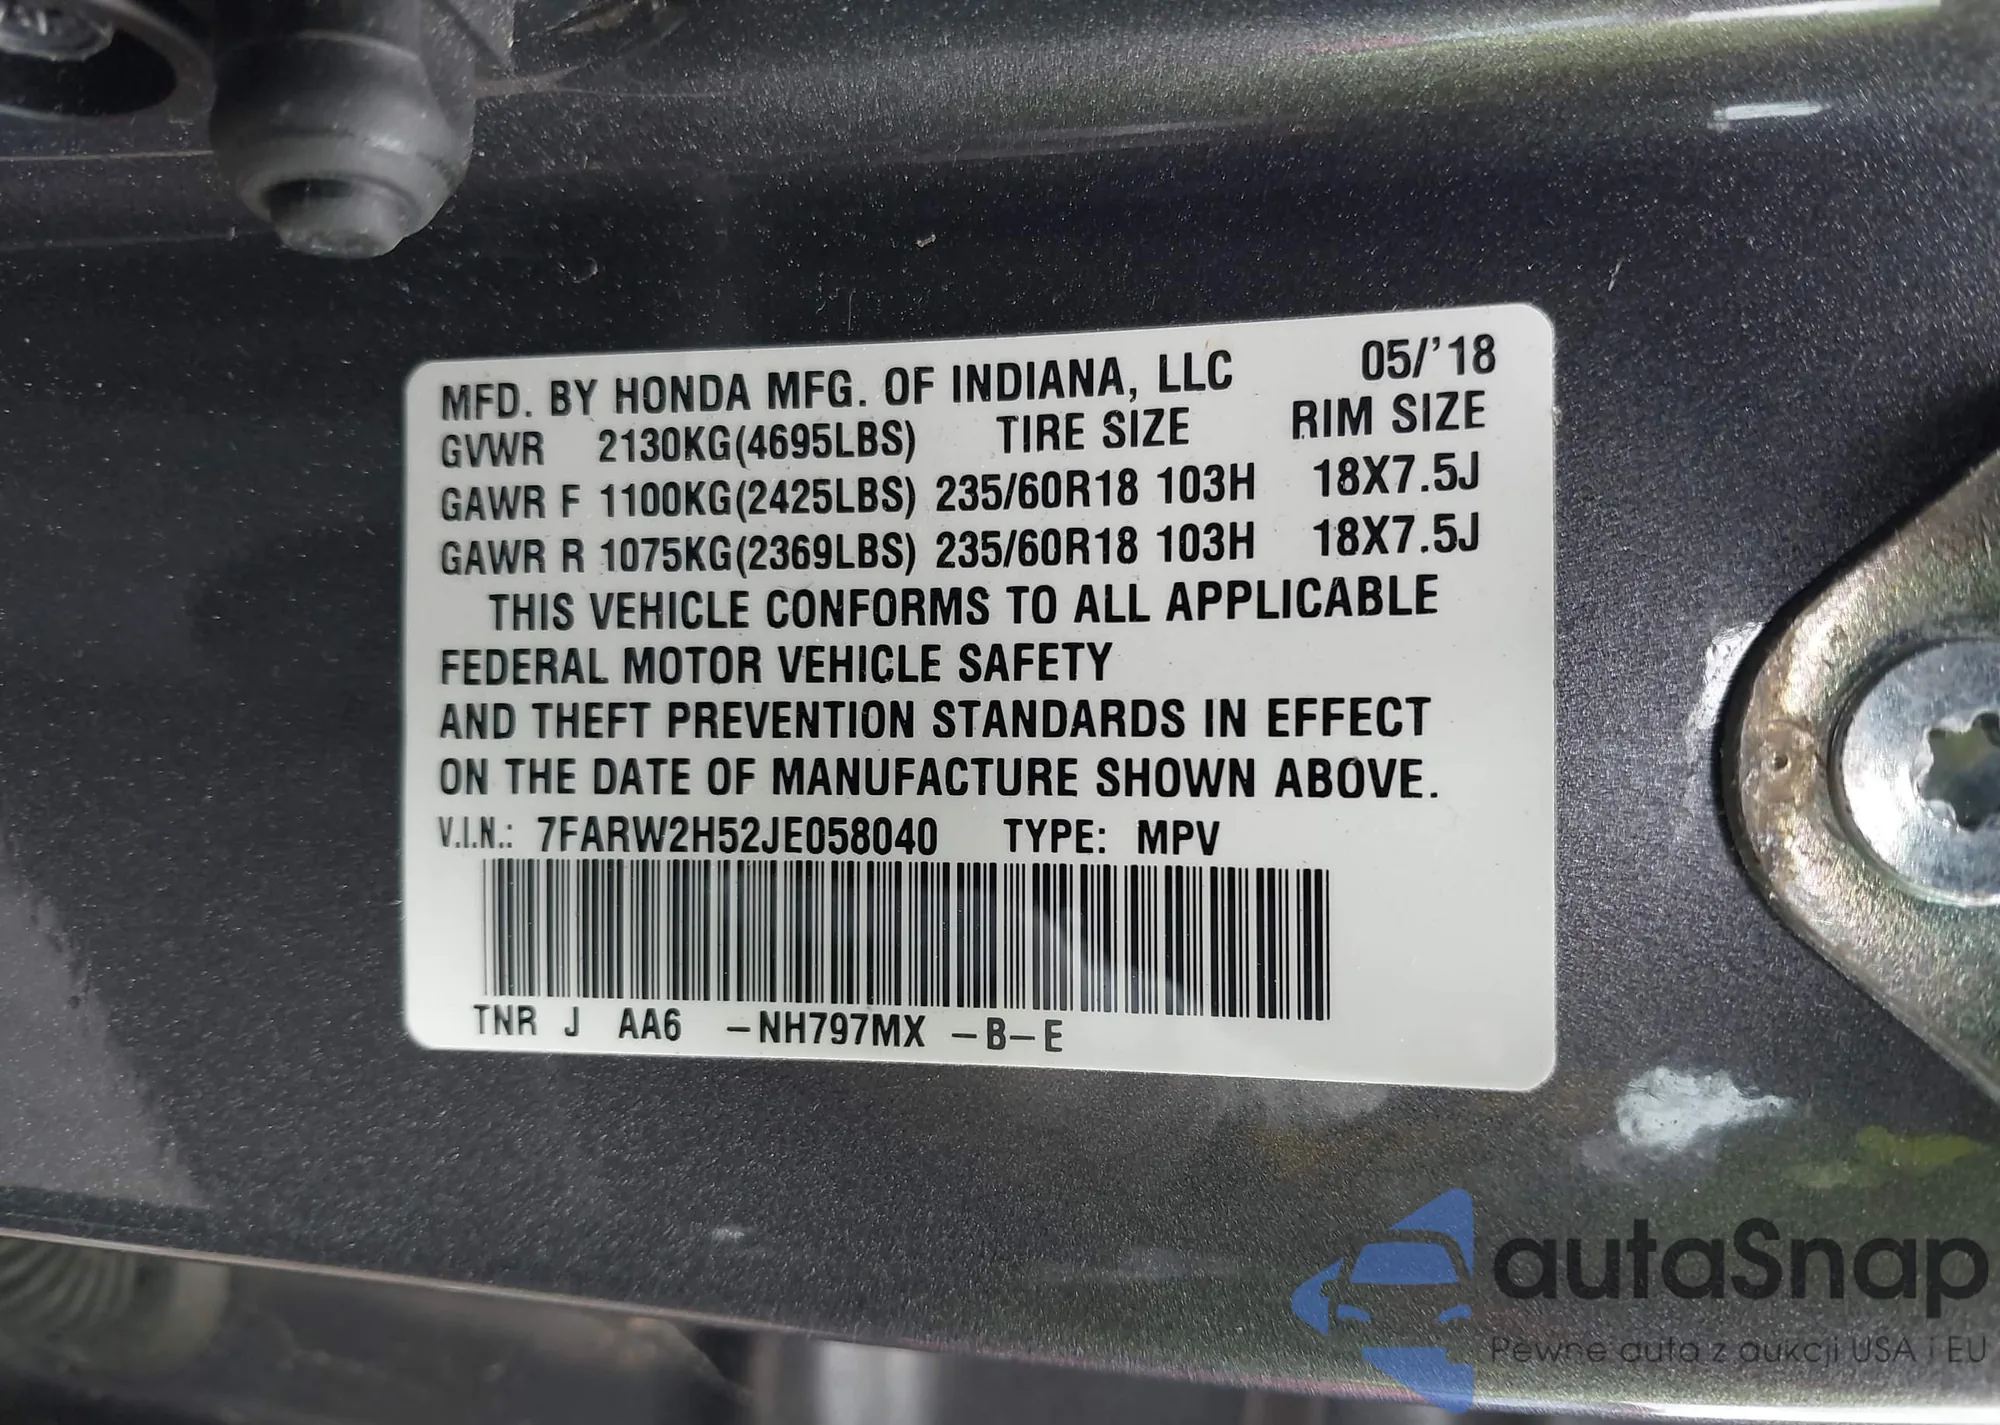 MFD. BY HONDA MFG. OF INDIANA, LLC 05/'18
GVWR 2130KG(4695LBS) TIRE SIZE RIM SIZE
GAWR F 1100KG(2425LBS) 235/60R18 103H 18X7.5J
GAWR R 1075KG(2369LBS) 235/60R18 103H 18X7.5J
THIS VEHICLE CONFORMS TO ALL APPLICABLE
FEDERAL MOTOR VEHICLE SAFETY
AND THEFT PREVENTION STANDARDS IN EFFECT
ON THE DATE OF MANUFACTURE SHOWN ABOVE.
V.I.N.: 7FARW2H52JE058040 TYPE: MPV
TNR J AA6 -NH797MX -B-E
autaSnap
Pewne auta z aukcji USA i EU